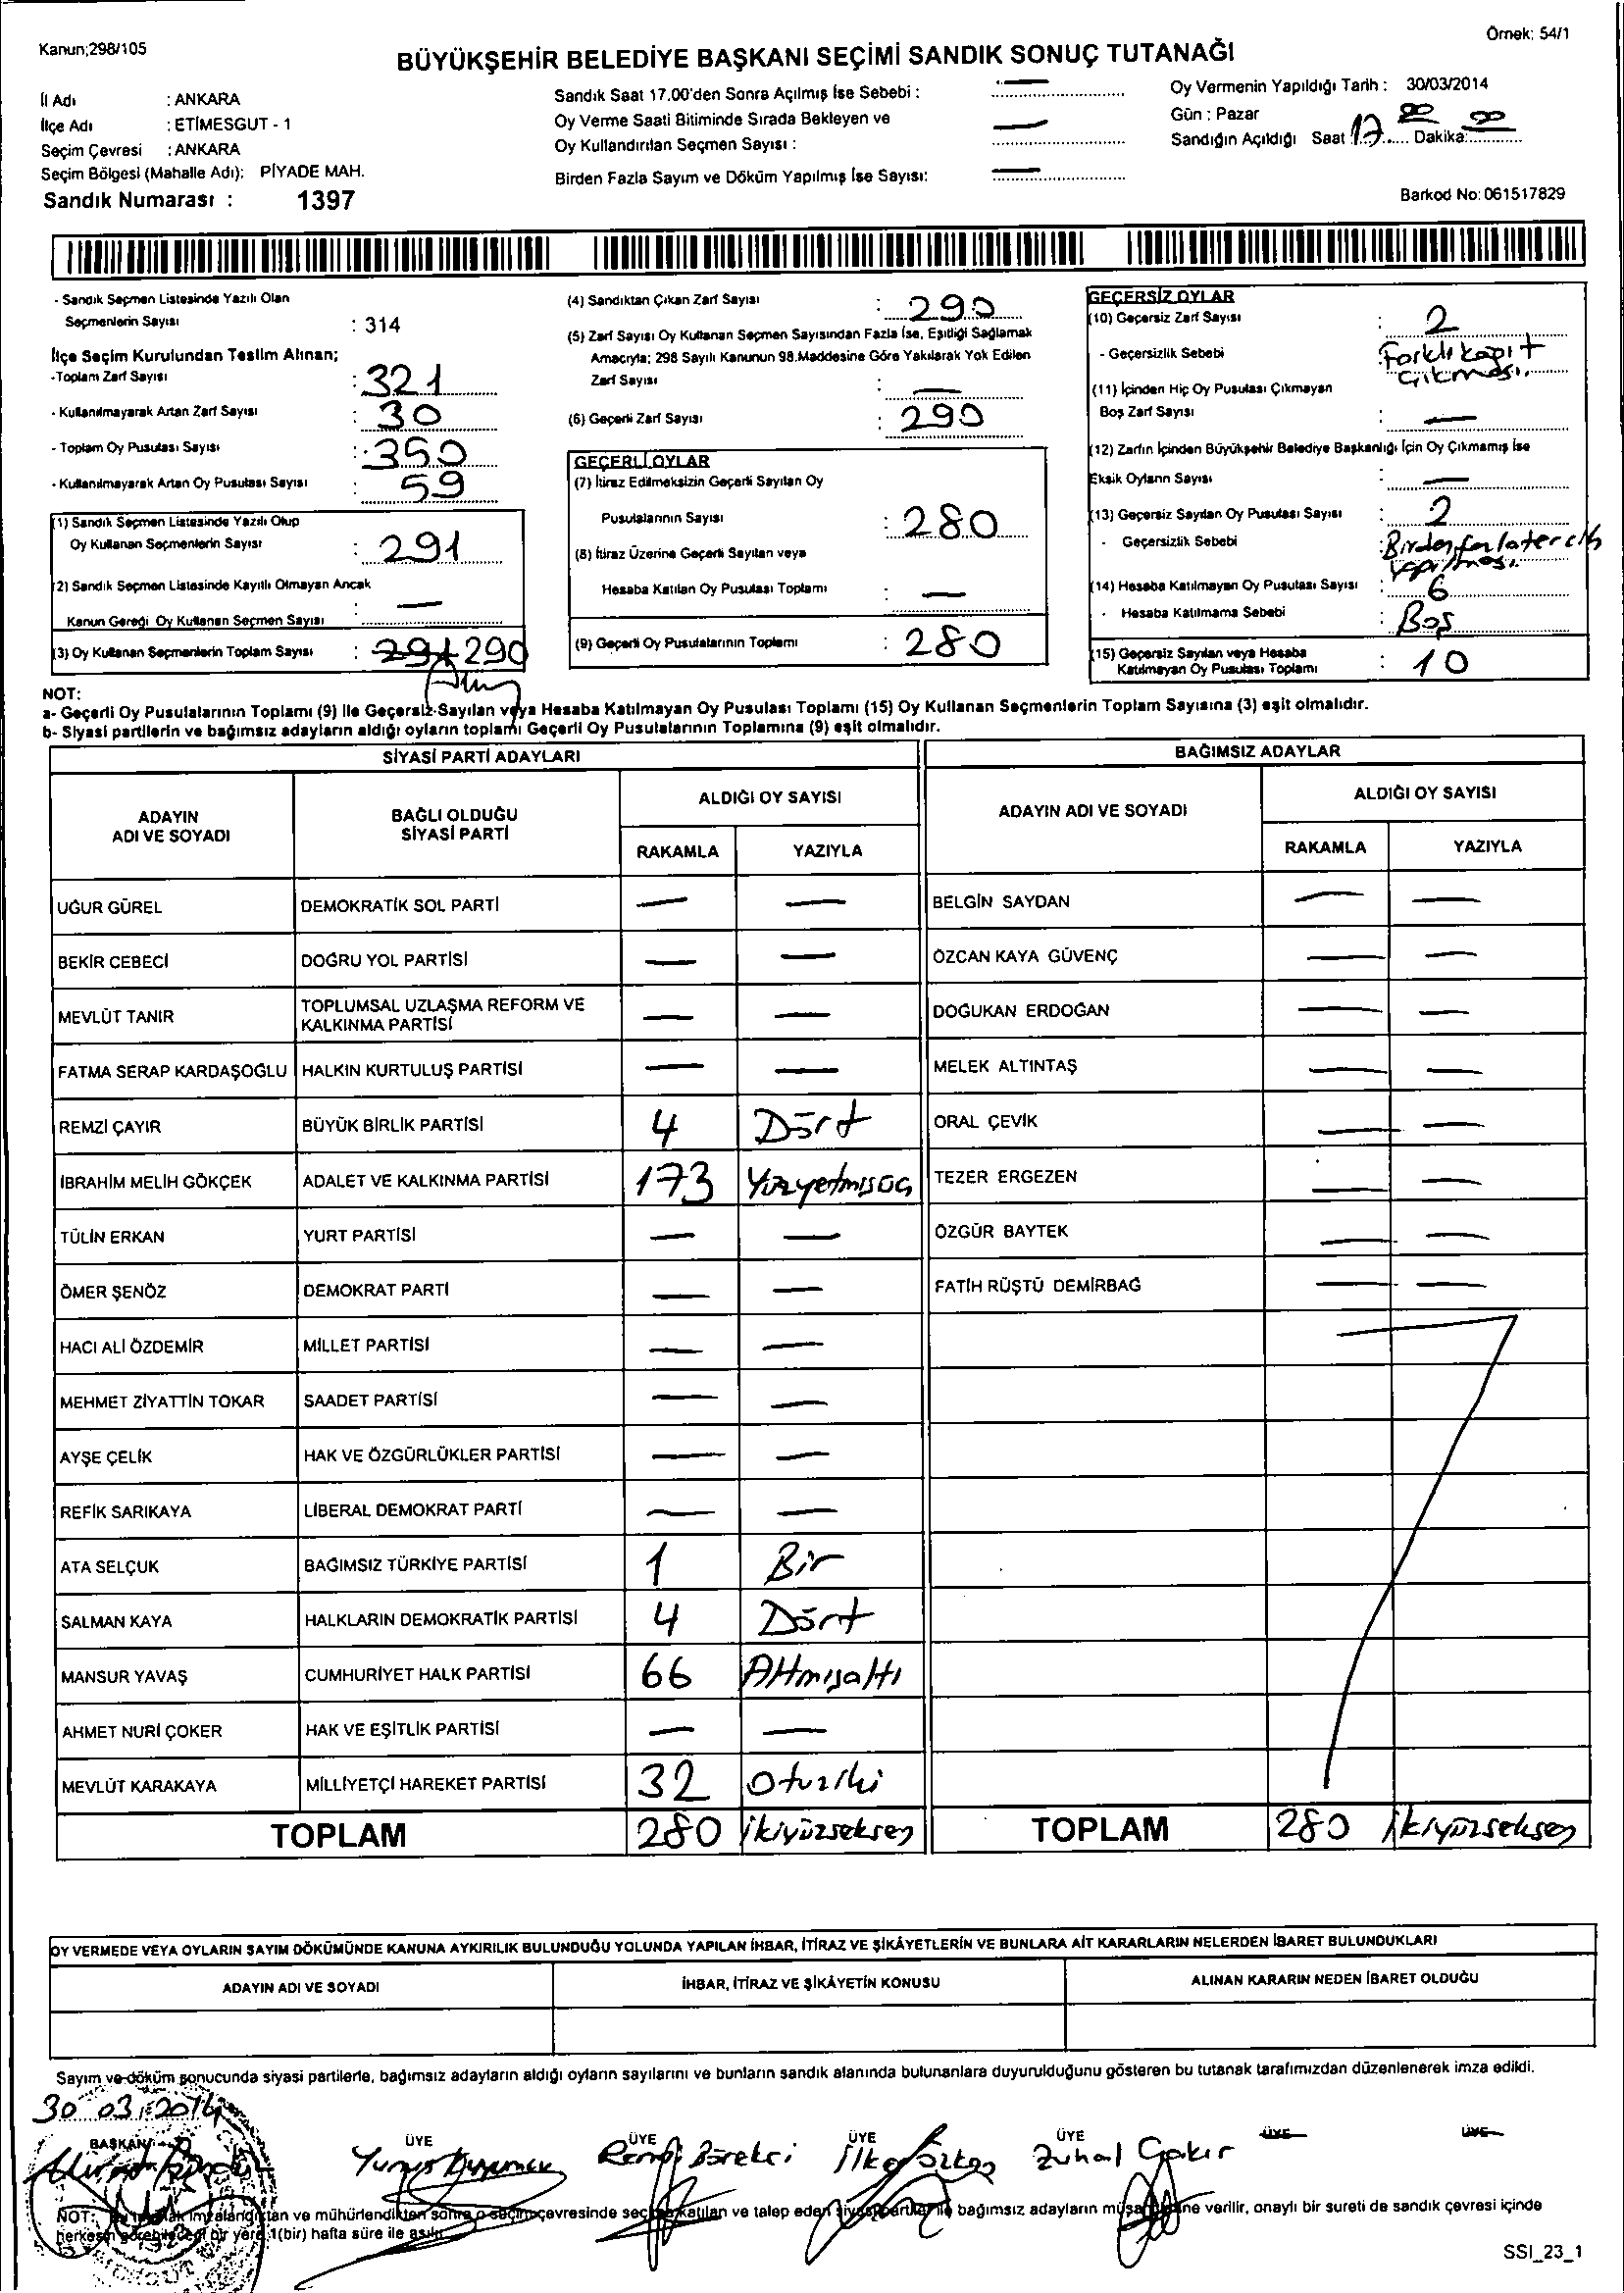 Kanun;298/105
Örnek: 54/1
BÜYÜKŞEHİR BELEDİYE BAŞKANI SEÇİMİ SANDIK SONUÇ TUTANAĞI
İl Adı : ANKARA
İlçe Adı : ETİMESGUT - 1
Seçim Çevresi : ANKARA
Seçim Bölgesi (Mahalle Adı): PİYADE MAH.
Sandık Numarası : 1397
Sandık Saat 17.00'den Sonra Açılmış İse Sebebi : —
Oy Verme Saati Bitiminde Sırada Bekleyen ve
Oy Kullandırılan Seçmen Sayısı : —
Birden Fazla Sayım ve Döküm Yapılmış İse Sayısı: —
Oy Vermenin Yapıldığı Tarih : 30/03/2014
Gün : Pazar
Sandığın Açıldığı Saat 17 00 Dakika: 00
Barkod No: 061517829
- Sandık Seçmen Listesinde Yazılı Olan
Seçmenlerin Sayısı : 314
İlçe Seçim Kurulundan Teslim Alınan;
-Toplam Zarf Sayısı : 321
- Kullanılmayarak Artan Zarf Sayısı : 30
- Toplam Oy Pusulası Sayısı : 350
- Kullanılmayarak Artan Oy Pusulası Sayısı : 59
(1) Sandık Seçmen Listesinde Yazılı Olup
Oy Kullanan Seçmenlerin Sayısı : 291
(2) Sandık Seçmen Listesinde Kayıtlı Olmayan Ancak
Kanun Gereği Oy Kullanan Seçmen Sayısı : —
(3) Oy Kullanan Seçmenlerin Toplam Sayısı : 291 290
(4) Sandıktan Çıkan Zarf Sayısı : 290
(5) Zarf Sayısı Oy Kullanan Seçmen Sayısından Fazla İse, Eşitliği Sağlamak
Amacıyla; 298 Sayılı Kanunun 98.Maddesine Göre Yakılarak Yok Edilen
Zarf Sayısı : —
(6) Geçerli Zarf Sayısı : 290
GEÇERLİ OYLAR
(7) İtiraz Edilmeksizin Geçerli Sayılan Oy
Pusulalarının Sayısı : 280
(8) İtiraz Üzerine Geçerli Sayılan veya
Hesaba Katılan Oy Pusulası Toplamı : —
(9) Geçerli Oy Pusulalarının Toplamı : 280
GEÇERSİZ OYLAR
(10) Geçersiz Zarf Sayısı : 2
- Geçersizlik Sebebi : Farklı kağıt
çıkması.
(11) İçinden Hiç Oy Pusulası Çıkmayan
Boş Zarf Sayısı : —
(12) Zarfın İçinden Büyükşehir Belediye Başkanlığı İçin Oy Çıkmamış İse
Eksik Oyların Sayısı : —
(13) Geçersiz Sayılan Oy Pusulası Sayısı : 2
- Geçersizlik Sebebi : Birden fazla tercih
yapılması.
(14) Hesaba Katılmayan Oy Pusulası Sayısı : 6
- Hesaba Katılmama Sebebi : Boş
(15) Geçersiz Sayılan veya Hesaba
Katılmayan Oy Pusulası Toplamı : 10
NOT:
a- Geçerli Oy Pusulalarının Toplamı (9) İle Geçersiz Sayılan veya Hesaba Katılmayan Oy Pusulası Toplamı (15) Oy Kullanan Seçmenlerin Toplam Sayısına (3) eşit olmalıdır.
b- Siyasi partilerin ve bağımsız adayların aldığı oyların toplamı Geçerli Oy Pusulalarının Toplamına (9) eşit olmalıdır.
SİYASİ PARTİ ADAYLARI
ADAYIN
ADI VE SOYADI
BAĞLI OLDUĞU
SİYASİ PARTİ
ALDIĞI OY SAYISI
RAKAMLA YAZIYLA
UĞUR GÜREL DEMOKRATİK SOL PARTİ — —
BEKİR CEBECİ DOĞRU YOL PARTİSİ — —
MEVLÜT TANIR TOPLUMSAL UZLAŞMA REFORM VE
KALKINMA PARTİSİ — —
FATMA SERAP KARDAŞOĞLU HALKIN KURTULUŞ PARTİSİ — —
REMZİ ÇAYIR BÜYÜK BİRLİK PARTİSİ 4 Dört
İBRAHİM MELİH GÖKÇEK ADALET VE KALKINMA PARTİSİ 173 Yüzyetmişüç
TÜLİN ERKAN YURT PARTİSİ — —
ÖMER ŞENÖZ DEMOKRAT PARTİ — —
HACI ALİ ÖZDEMİR MİLLET PARTİSİ — —
MEHMET ZİYATTİN TOKAR SAADET PARTİSİ — —
AYŞE ÇELİK HAK VE ÖZGÜRLÜKLER PARTİSİ — —
REFİK SARIKAYA LİBERAL DEMOKRAT PARTİ — —
ATA SELÇUK BAĞIMSIZ TÜRKİYE PARTİSİ 1 Bir
SALMAN KAYA HALKLARIN DEMOKRATİK PARTİSİ 4 Dört
MANSUR YAVAŞ CUMHURİYET HALK PARTİSİ 66 Altmışaltı
AHMET NURİ ÇOKER HAK VE EŞİTLİK PARTİSİ — —
MEVLÜT KARAKAYA MİLLİYETÇİ HAREKET PARTİSİ 32 Otuziki
TOPLAM 280 ikiyüzseksen
BAĞIMSIZ ADAYLAR
ADAYIN ADI VE SOYADI
ALDIĞI OY SAYISI
RAKAMLA YAZIYLA
BELGİN SAYDAN — —
ÖZCAN KAYA GÜVENÇ — —
DOĞUKAN ERDOĞAN — —
MELEK ALTINTAŞ — —
ORAL ÇEVİK — —
TEZER ERGEZEN — —
ÖZGÜR BAYTEK — —
FATİH RÜŞTÜ DEMİRBAĞ — —
TOPLAM 280 ikiyüzseksen
OY VERMEDE VEYA OYLARIN SAYIM DÖKÜMÜNDE KANUNA AYKIRILIK BULUNDUĞU YOLUNDA YAPILAN İHBAR, İTİRAZ VE ŞİKÂYETLERİN VE BUNLARA AİT KARARLARIN NELERDEN İBARET BULUNDUKLARI
ADAYIN ADI VE SOYADI
İHBAR, İTİRAZ VE ŞİKÂYETİN KONUSU
ALINAN KARARIN NEDEN İBARET OLDUĞU
Sayım ve döküm sonucunda siyasi partilerle, bağımsız adayların aldığı oyların sayılarını ve bunların sandık alanında bulunanlara duyurulduğunu gösteren bu tutanak tarafımızdan düzenlenerek imza edildi.
30 03 2014
BAŞKAN ÜYE ÜYE ÜYE ÜYE ÜYE ÜYE
Yunus Remzi Börekci İlker Özkan Zuhal Çakır
NOT: Bu tutanak imzalandıktan ve mühürlendikten sonra o seçim çevresinde seçime katılan ve talep eden siyasi partiler ile bağımsız adayların müşahitlerine verilir, onaylı bir sureti de sandık çevresi içinde
herkesin görebileceği bir yere 1(bir) hafta süre ile asılır.
SSI_23_1